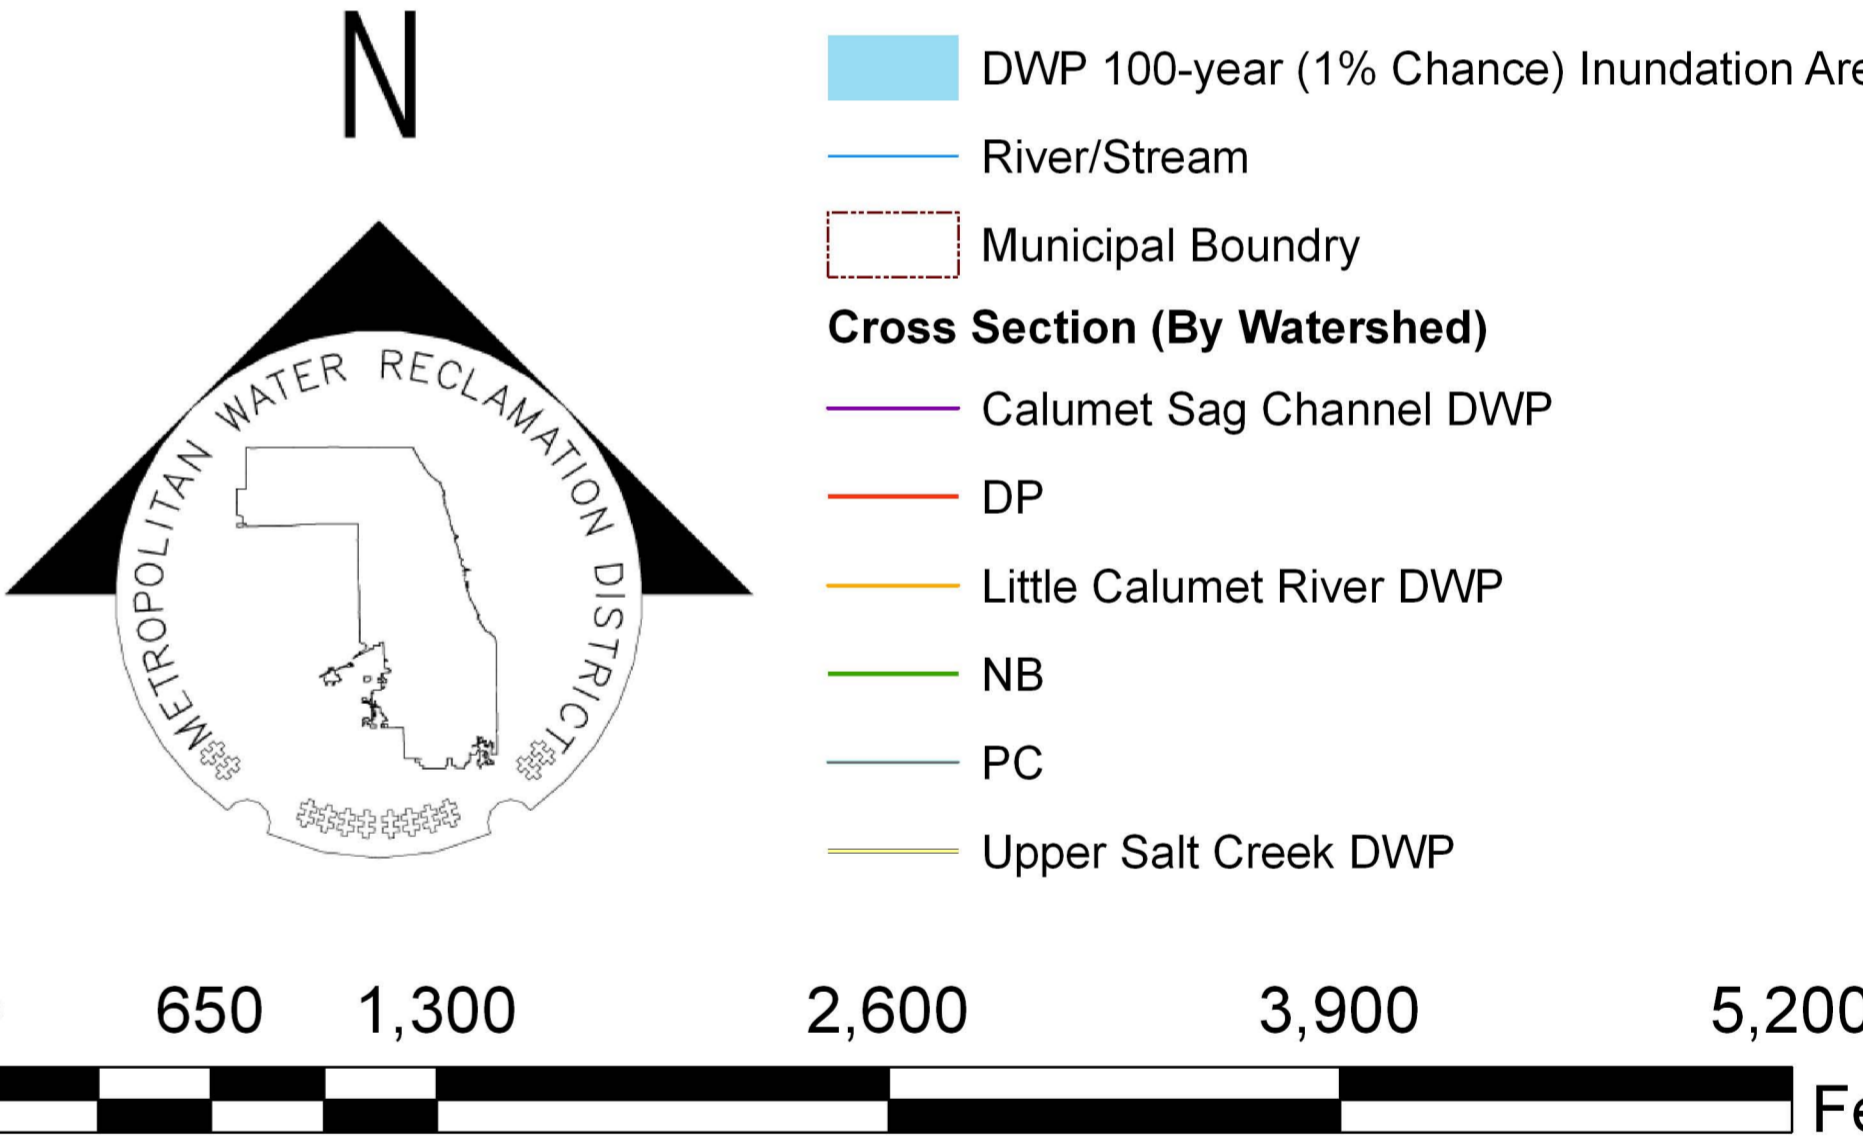 N
METROPOLITAN WATER RECLAMATION DISTRICT
DWP 100-year (1% Chance) Inundation
River/Stream
Municipal Boundry
Cross Section (By Watershed)
Calumet Sag Channel DWP
DP
Little Calumet River DWP
NB
PC
Upper Salt Creek DWP
650 1,300 2,600 3,900 5,200